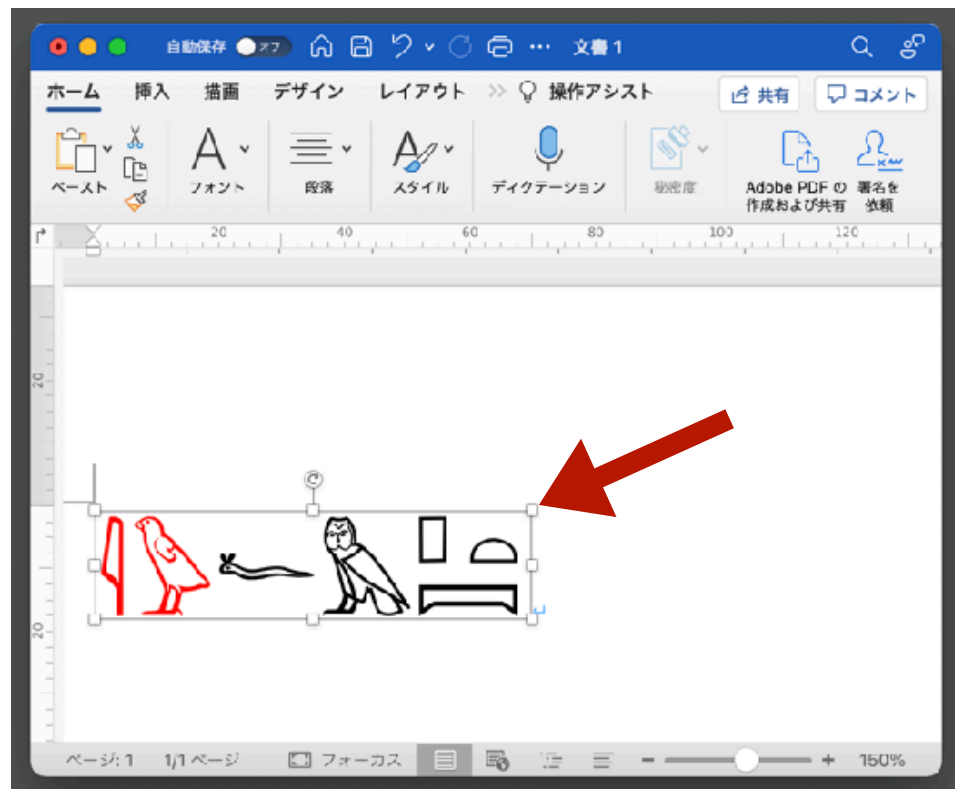 自動保存 オフ 文書 1
ホーム 挿入 描画 デザイン レイアウト >> 操作アシスト 共有 コメント
ペースト フォント 段落 スタイル ディクテーション 秘密度 Adobe PDF の 署名を
作成および共有 依頼
20 40 60 80 100 120
20
𓇋𓅱𓆑𓅓𓊪𓏏𓇯
20
ページ: 1 1/1 ページ フォーカス 150%